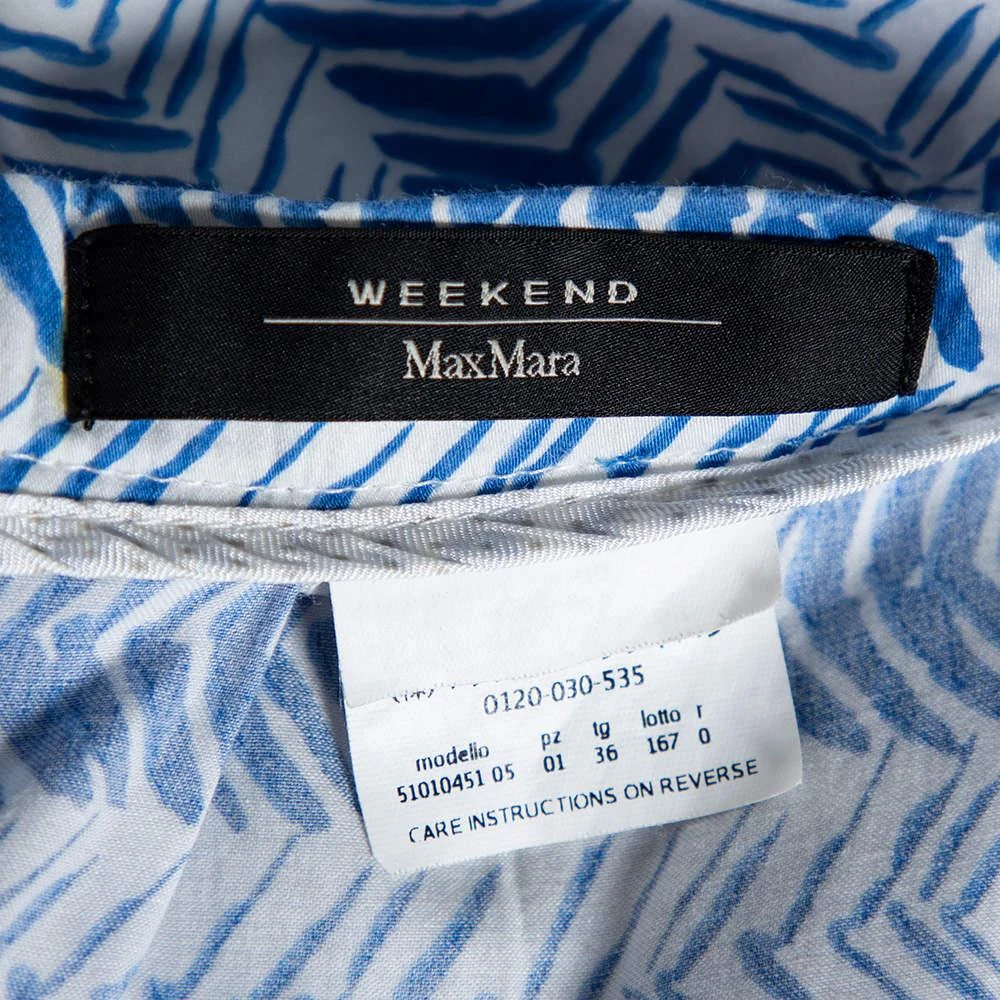 WEEKEND
MaxMara
0120-030-535
modello pz tg lotto r
51010451 05 01 36 167 0
CARE INSTRUCTIONS ON REVERSE